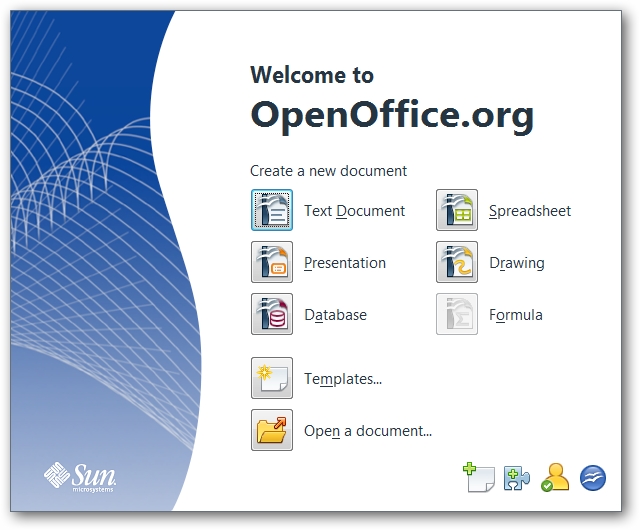 Welcome to
OpenOffice.org
Create a new document
Text Document
Spreadsheet
Presentation
Drawing
Database
Formula
Templates...
Open a document...
Sun
microsystems